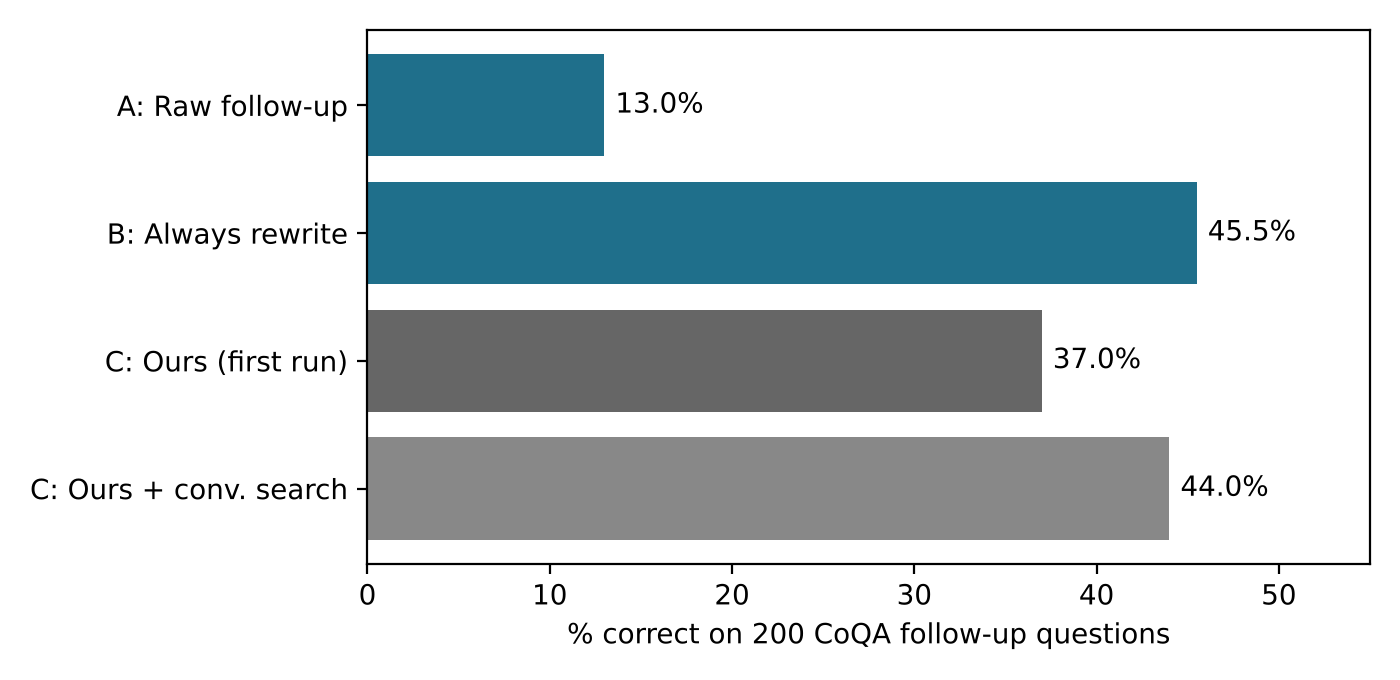 A: Raw follow-up
13.0%
B: Always rewrite
45.5%
C: Ours (first run)
37.0%
C: Ours + conv. search
44.0%
0 10 20 30 40 50
% correct on 200 CoQA follow-up questions